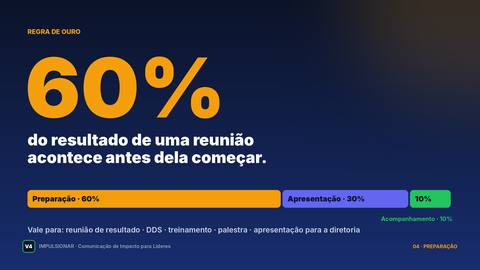 REGRA DE OURO
60%
do resultado de uma reunião
acontece antes dela começar.
Preparação · 60%
Apresentação · 30%
10%
Acompanhamento · 10%
Vale para: reunião de resultado · DDS · treinamento · palestra · apresentação para a diretoria
V4
IMPULSIONAR · Comunicação de Impacto para Líderes
04 · PREPARAÇÃO